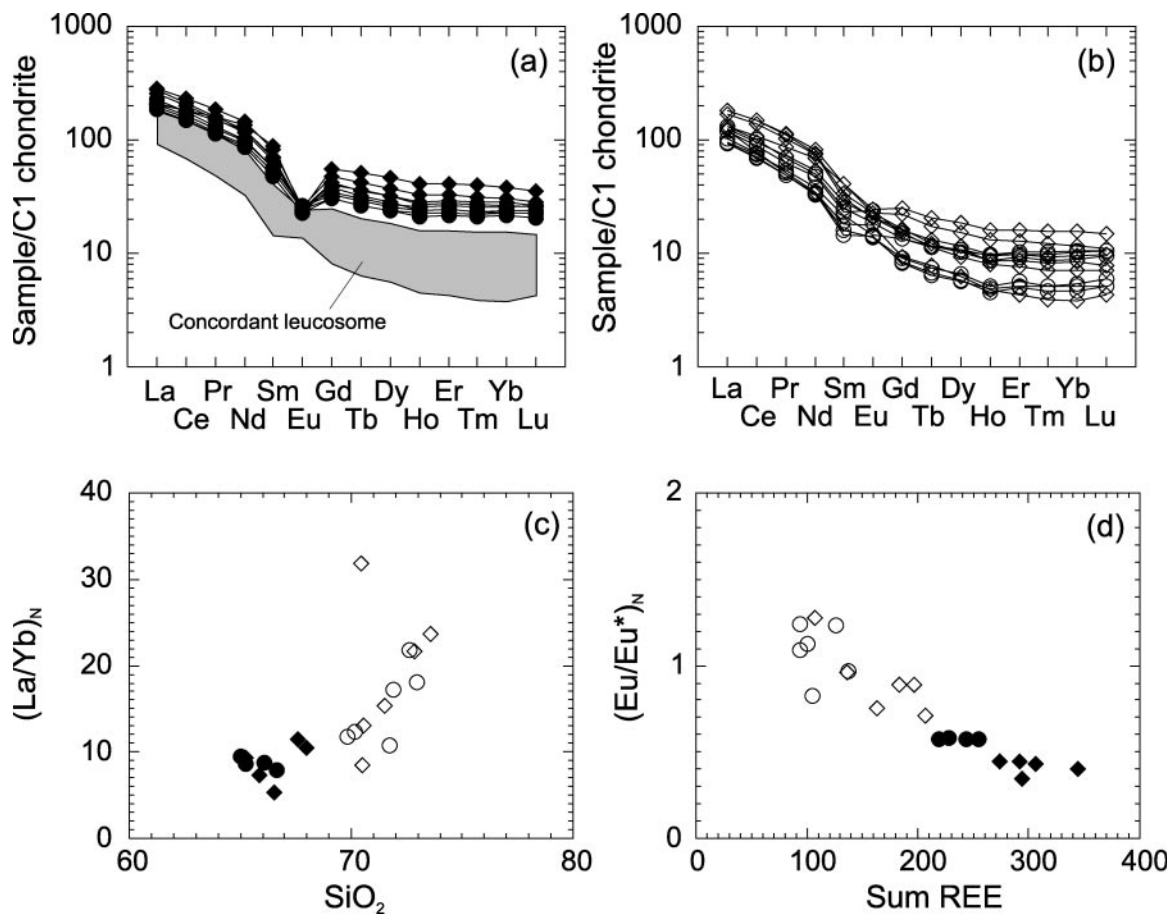 1000
100
10
1
Sample/C1 chondrite
(a)
Concordant leucosome
La Pr Sm Gd Dy Er Yb
Ce Nd Eu Tb Ho Tm Lu
1000
100
10
1
Sample/C1 chondrite
(b)
La Pr Sm Gd Dy Er Yb
Ce Nd Eu Tb Ho Tm Lu
40
30
20
10
0
(La/Yb)N
(c)
60 70 80
SiO2
2
1
0
(Eu/Eu*)N
(d)
0 100 200 300 400
Sum REE